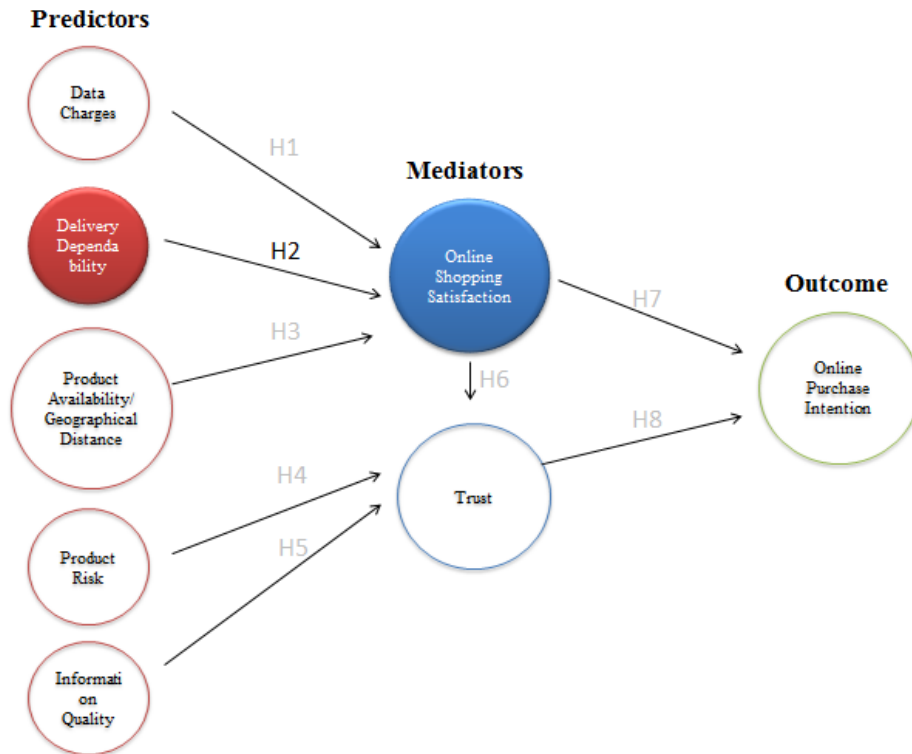 Predictors
Data
Charges
H1
Mediators
Delivery
Dependa
bility
H2
Online
Shopping
Satisfaction
Outcome
H7
H3
Product
Availability/
Geographical
Distance
H6
Online
Purchase
Intention
H8
H4
Trust
H5
Product
Risk
Informati
on
Quality